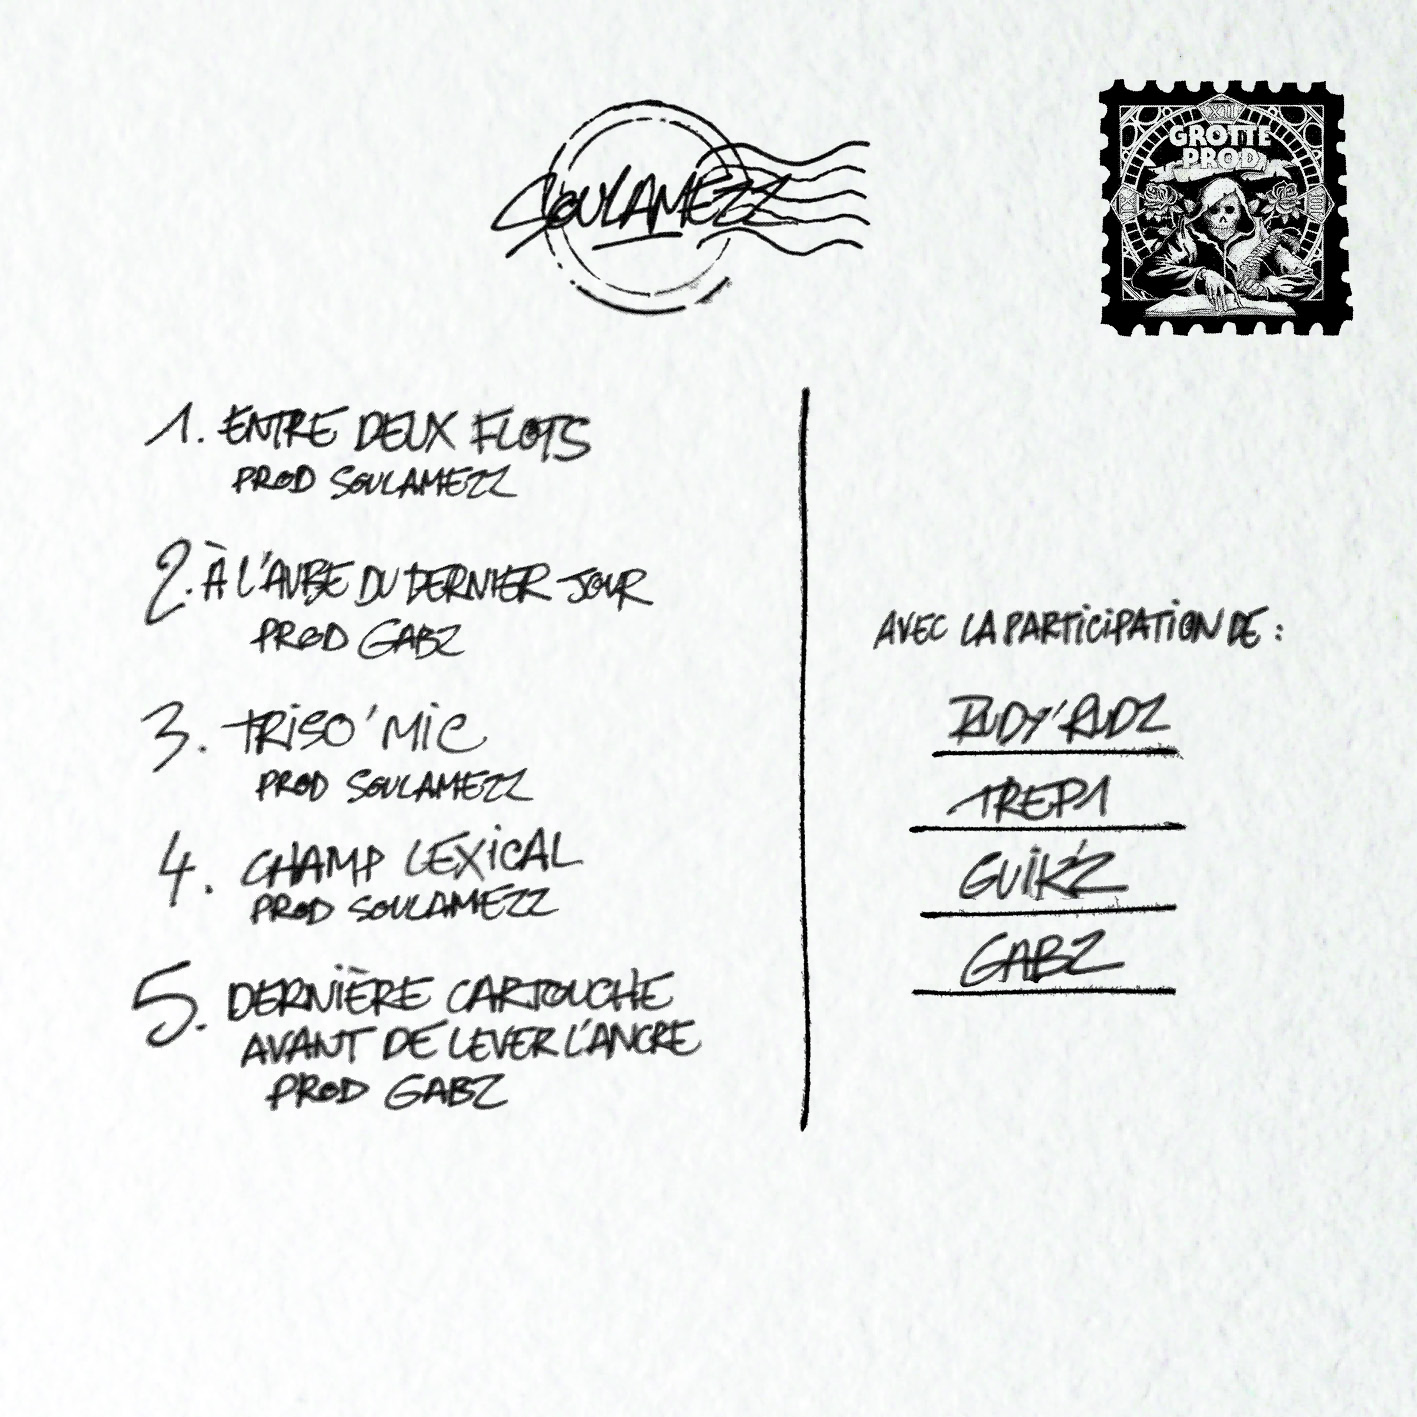 SOULAMEZZ
XII
GROTTE
PROD
1. ENTRE DEUX FLOTS
PROD SOULAMEZZ
2. À L'AUBE DU DERNIER JOUR
PROD GABZ
3. TRISO'MIC
PROD SOULAMEZZ
4. CHAMP LEXICAL
PROD SOULAMEZZ
5. DERNIÈRE CARTOUCHE
AVANT DE LEVER L'ANCRE
PROD GABZ
AVEC LA PARTICIPATION DE :
RUDY'RUDZ
TREP1
GUIK'Z
GABZ